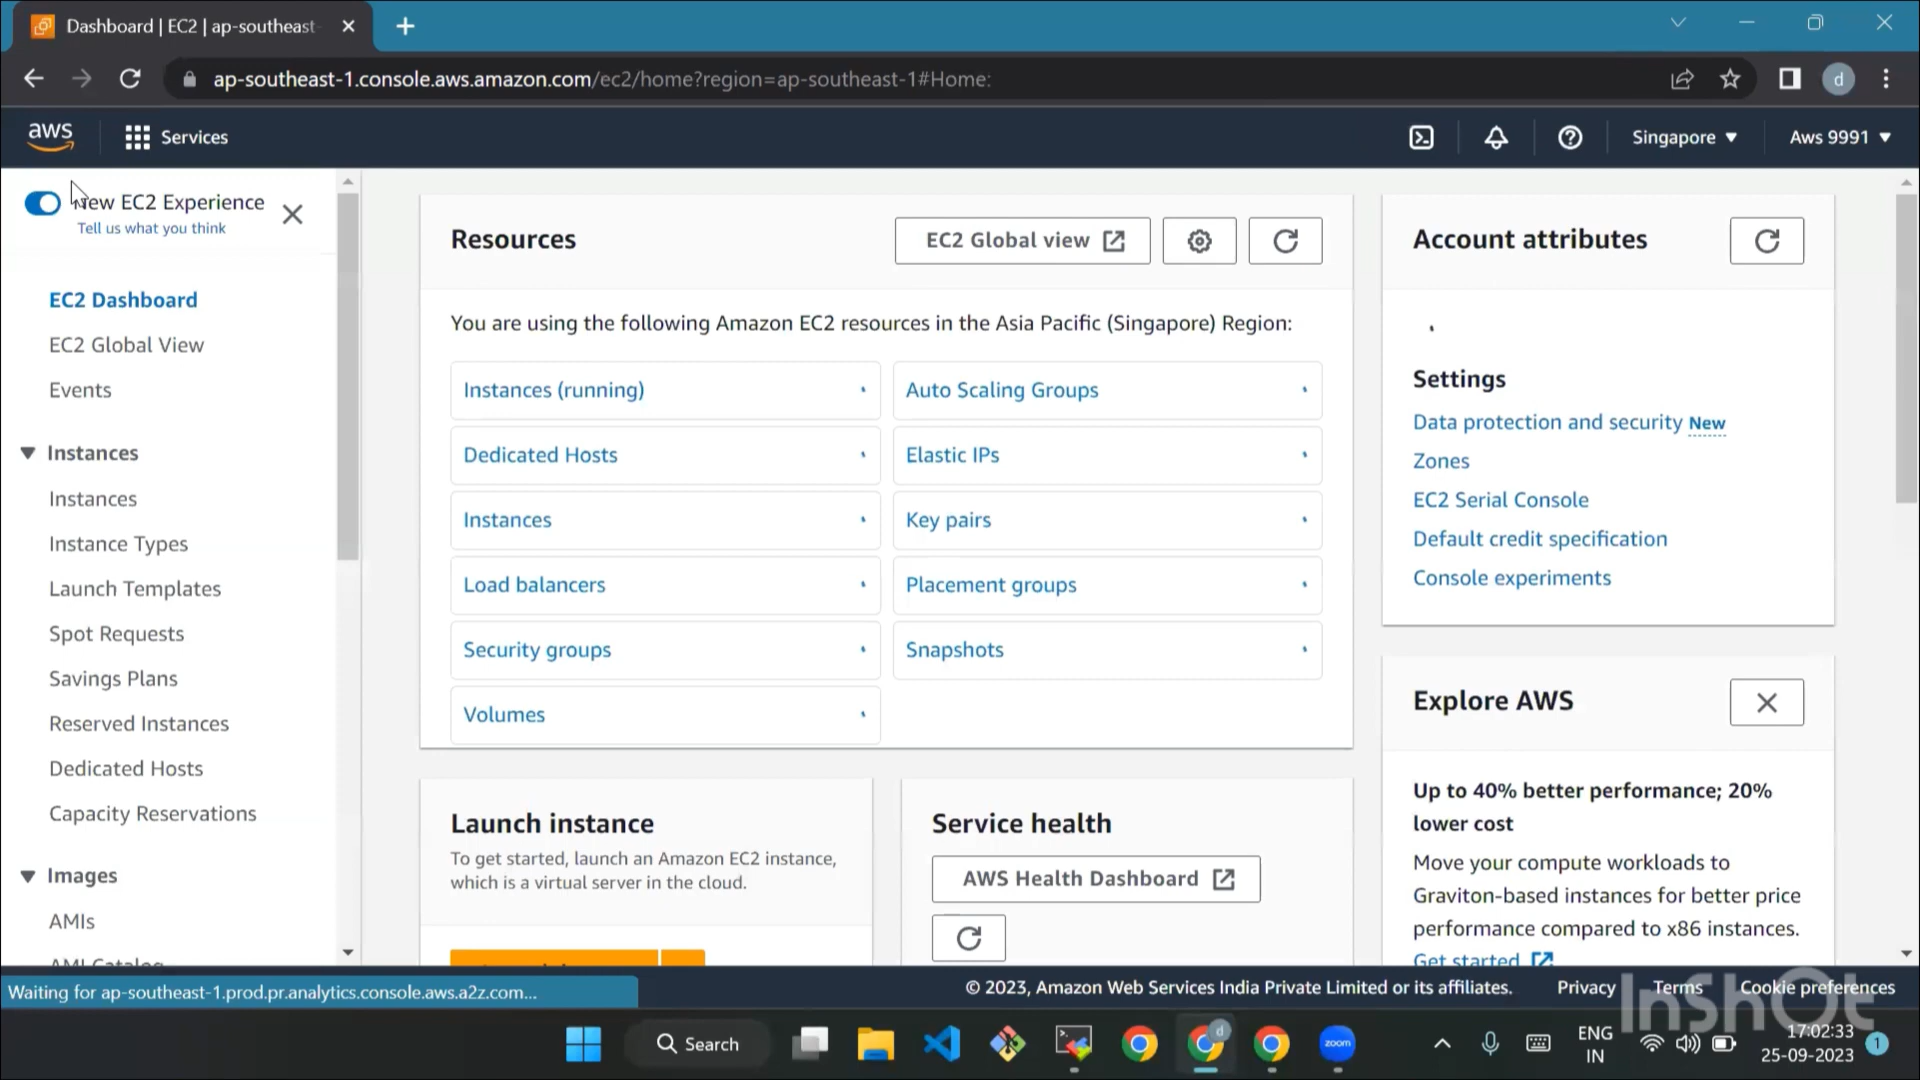 Dashboard | EC2 | ap-southeast-
ap-southeast-1.console.aws.amazon.com/ec2/home?region=ap-southeast-1#Home:
d
aws
Services
Singapore
Aws 9991
New EC2 Experience
Tell us what you think
EC2 Dashboard
EC2 Global View
Events
Instances
Instances
Instance Types
Launch Templates
Spot Requests
Savings Plans
Reserved Instances
Dedicated Hosts
Capacity Reservations
Images
AMIs
AMI Catalog
Resources
EC2 Global view
You are using the following Amazon EC2 resources in the Asia Pacific (Singapore) Region:
Instances (running)
Auto Scaling Groups
Dedicated Hosts
Elastic IPs
Instances
Key pairs
Load balancers
Placement groups
Security groups
Snapshots
Volumes
Launch instance
To get started, launch an Amazon EC2 instance,
which is a virtual server in the cloud.
Service health
AWS Health Dashboard
Account attributes
Settings
Data protection and security New
Zones
EC2 Serial Console
Default credit specification
Console experiments
Explore AWS
Up to 40% better performance; 20%
lower cost
Move your compute workloads to
Graviton-based instances for better price
performance compared to x86 instances.
Get started
Waiting for ap-southeast-1.prod.pr.analytics.console.aws.a2z.com...
© 2023, Amazon Web Services India Private Limited or its affiliates.
Privacy
Terms
Cookie preferences
InShOt
Search
d
zoom
ENG
IN
17:02:33
25-09-2023
1